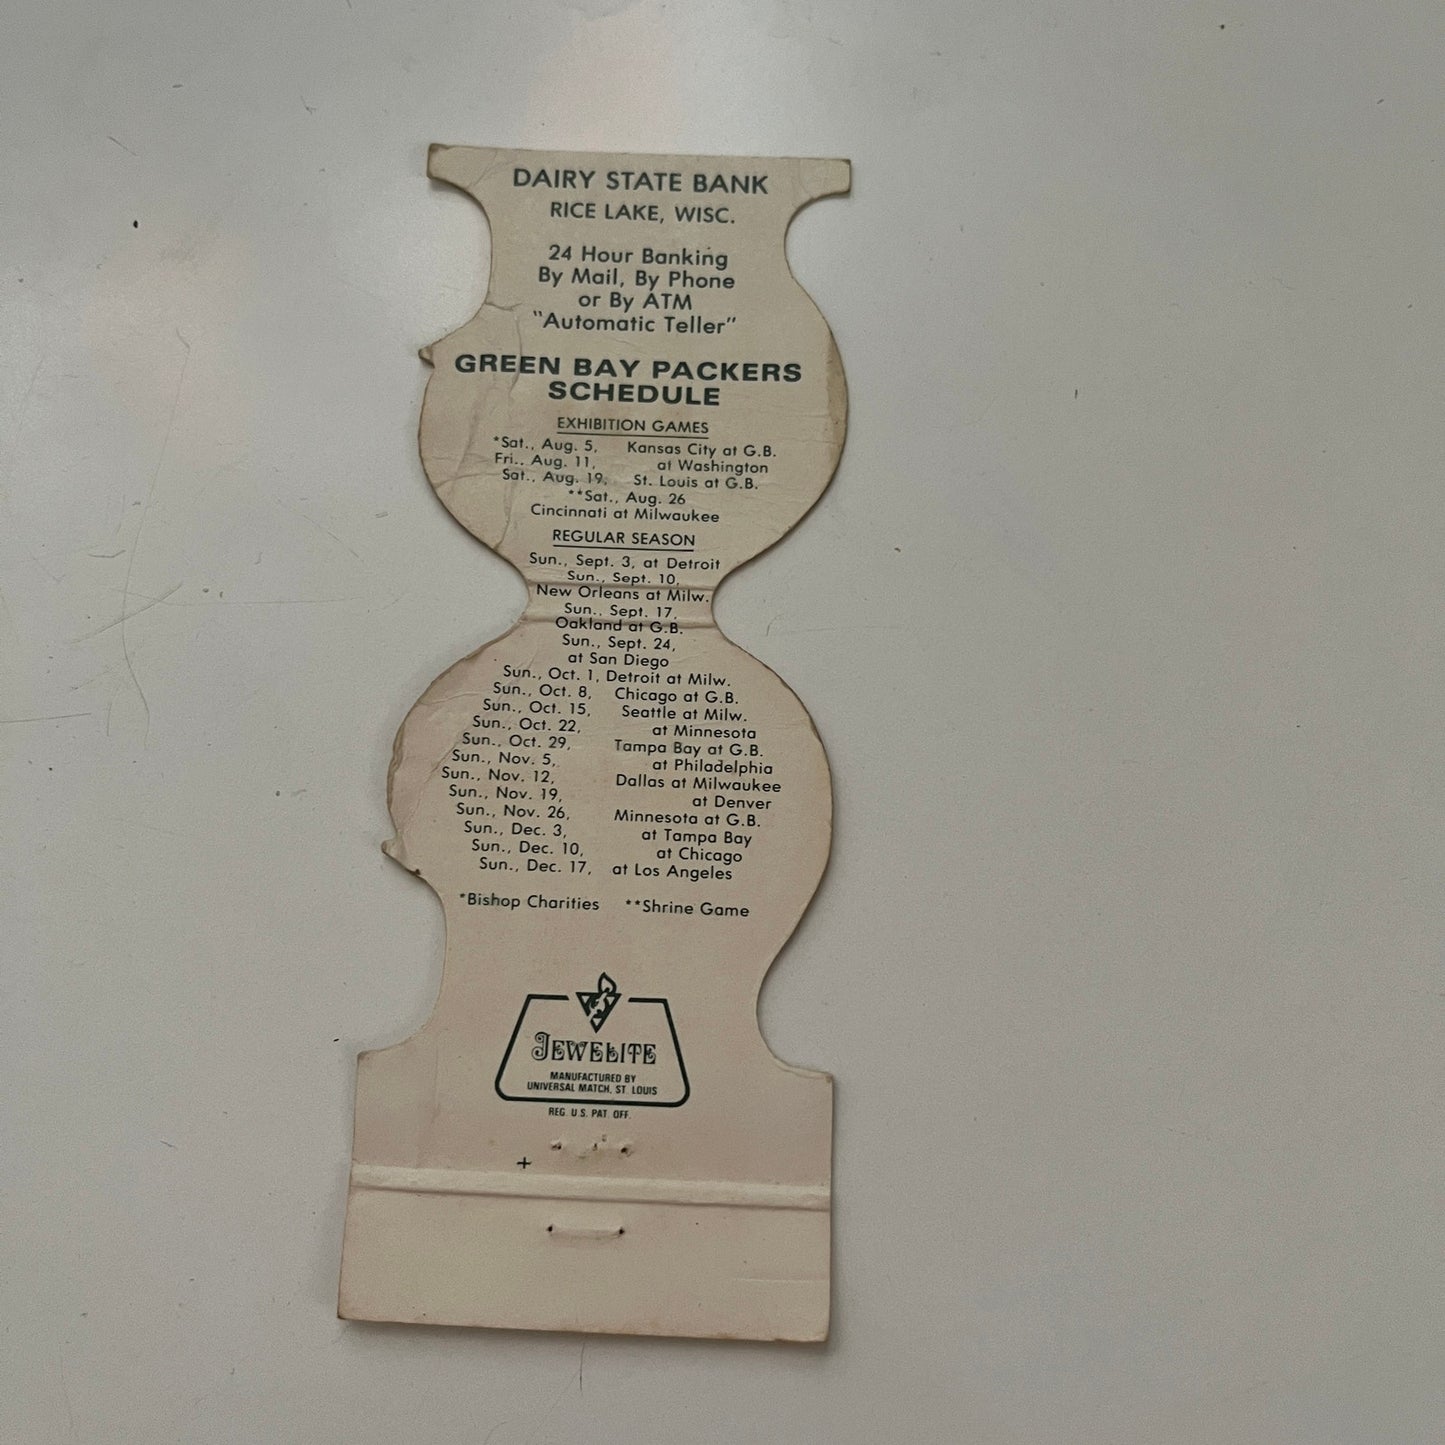 DAIRY STATE BANK
RICE LAKE, WISC.
24 Hour Banking
By Mail, By Phone
or By ATM
"Automatic Teller"
GREEN BAY PACKERS
SCHEDULE
EXHIBITION GAMES
*Sat., Aug. 5, Kansas City at G.B.
Fri., Aug. 11, at Washington
Sat., Aug. 19, St. Louis at G.B.
**Sat., Aug. 26
Cincinnati at Milwaukee
REGULAR SEASON
Sun., Sept. 3, at Detroit
Sun., Sept. 10,
New Orleans at Milw.
Sun., Sept. 17,
Oakland at G.B.
Sun., Sept. 24,
at San Diego
Sun., Oct. 1, Detroit at Milw.
Sun., Oct. 8, Chicago at G.B.
Sun., Oct. 15, Seattle at Milw.
Sun., Oct. 22, at Minnesota
Sun., Oct. 29, Tampa Bay at G.B.
Sun., Nov. 5, at Philadelphia
Sun., Nov. 12, Dallas at Milwaukee
Sun., Nov. 19, at Denver
Sun., Nov. 26, Minnesota at G.B.
Sun., Dec. 3, at Tampa Bay
Sun., Dec. 10, at Chicago
Sun., Dec. 17, at Los Angeles
*Bishop Charities **Shrine Game
JEWELITE
MANUFACTURED BY
UNIVERSAL MATCH, ST. LOUIS
REG. U.S. PAT. OFF.